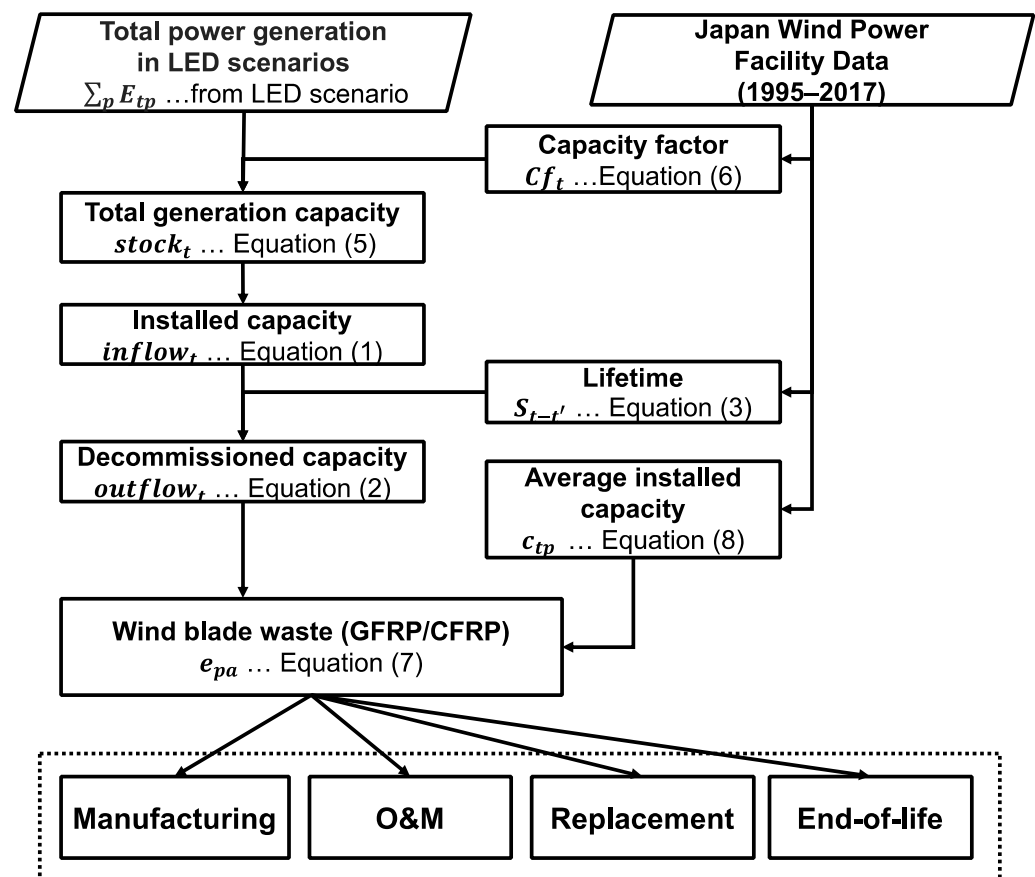 Total power generation
in LED scenarios
∑ₚ Eₜₚ …from LED scenario
Japan Wind Power
Facility Data
(1995–2017)
Capacity factor
Cfₜ …Equation (6)
Total generation capacity
stockₜ … Equation (5)
Installed capacity
inflowₜ … Equation (1)
Lifetime
Sₜ₋ₜ′ … Equation (3)
Decommissioned capacity
outflowₜ … Equation (2)
Average installed
capacity
cₜₚ … Equation (8)
Wind blade waste (GFRP/CFRP)
eₚₐ … Equation (7)
Manufacturing
O&M
Replacement
End-of-life